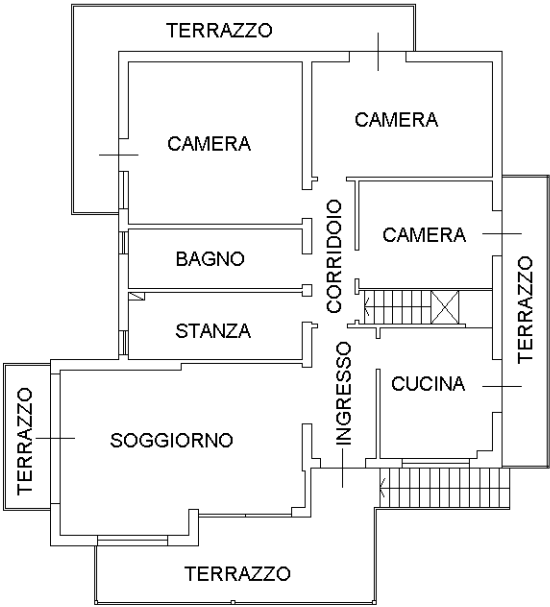 TERRAZZO
CAMERA
CAMERA
CAMERA
CORRIDOIO
BAGNO
TERRAZZO
STANZA
INGRESSO
CUCINA
TERRAZZO
SOGGIORNO
TERRAZZO